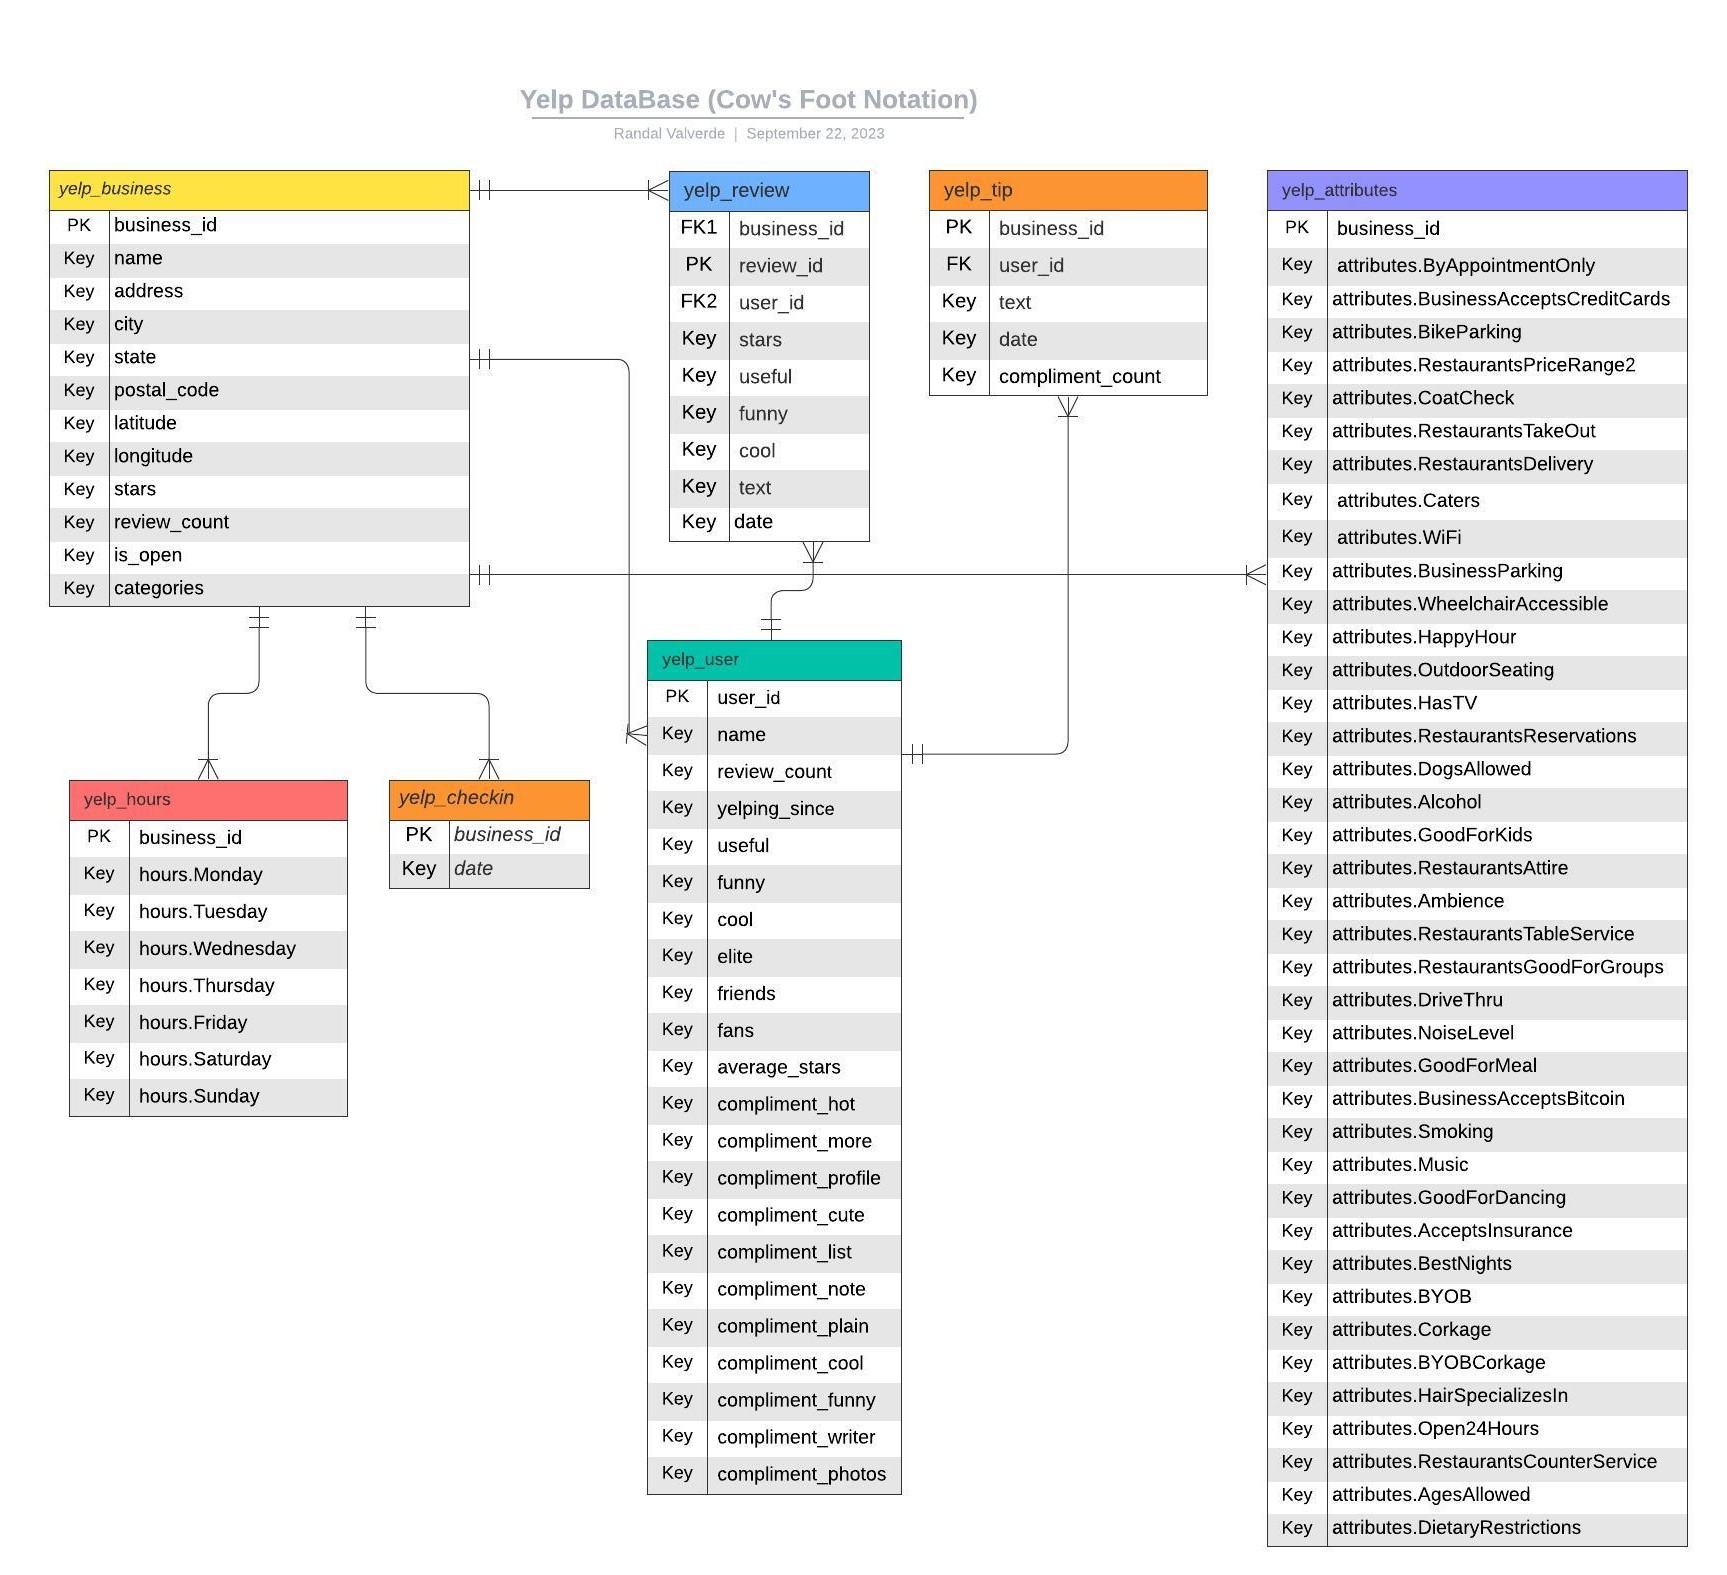 Yelp DataBase (Cow's Foot Notation)
Randal Valverde | September 22, 2023
yelp_business
PK business_id
Key name
Key address
Key city
Key state
Key postal_code
Key latitude
Key longitude
Key stars
Key review_count
Key is_open
Key categories
yelp_review
FK1 business_id
PK review_id
FK2 user_id
Key stars
Key useful
Key funny
Key cool
Key text
Key date
yelp_tip
PK business_id
FK user_id
Key text
Key date
Key compliment_count
yelp_attributes
PK business_id
Key attributes.ByAppointmentOnly
Key attributes.BusinessAcceptsCreditCards
Key attributes.BikeParking
Key attributes.RestaurantsPriceRange2
Key attributes.CoatCheck
Key attributes.RestaurantsTakeOut
Key attributes.RestaurantsDelivery
Key attributes.Caters
Key attributes.WiFi
Key attributes.BusinessParking
Key attributes.WheelchairAccessible
Key attributes.HappyHour
Key attributes.OutdoorSeating
Key attributes.HasTV
Key attributes.RestaurantsReservations
Key attributes.DogsAllowed
Key attributes.Alcohol
Key attributes.GoodForKids
Key attributes.RestaurantsAttire
Key attributes.Ambience
Key attributes.RestaurantsTableService
Key attributes.RestaurantsGoodForGroups
Key attributes.DriveThru
Key attributes.NoiseLevel
Key attributes.GoodForMeal
Key attributes.BusinessAcceptsBitcoin
Key attributes.Smoking
Key attributes.Music
Key attributes.GoodForDancing
Key attributes.AcceptsInsurance
Key attributes.BestNights
Key attributes.BYOB
Key attributes.Corkage
Key attributes.BYOBCorkage
Key attributes.HairSpecializesIn
Key attributes.Open24Hours
Key attributes.RestaurantsCounterService
Key attributes.AgesAllowed
Key attributes.DietaryRestrictions
yelp_hours
PK business_id
Key hours.Monday
Key hours.Tuesday
Key hours.Wednesday
Key hours.Thursday
Key hours.Friday
Key hours.Saturday
Key hours.Sunday
yelp_checkin
PK business_id
Key date
yelp_user
PK user_id
Key name
Key review_count
Key yelping_since
Key useful
Key funny
Key cool
Key elite
Key friends
Key fans
Key average_stars
Key compliment_hot
Key compliment_more
Key compliment_profile
Key compliment_cute
Key compliment_list
Key compliment_note
Key compliment_plain
Key compliment_cool
Key compliment_funny
Key compliment_writer
Key compliment_photos